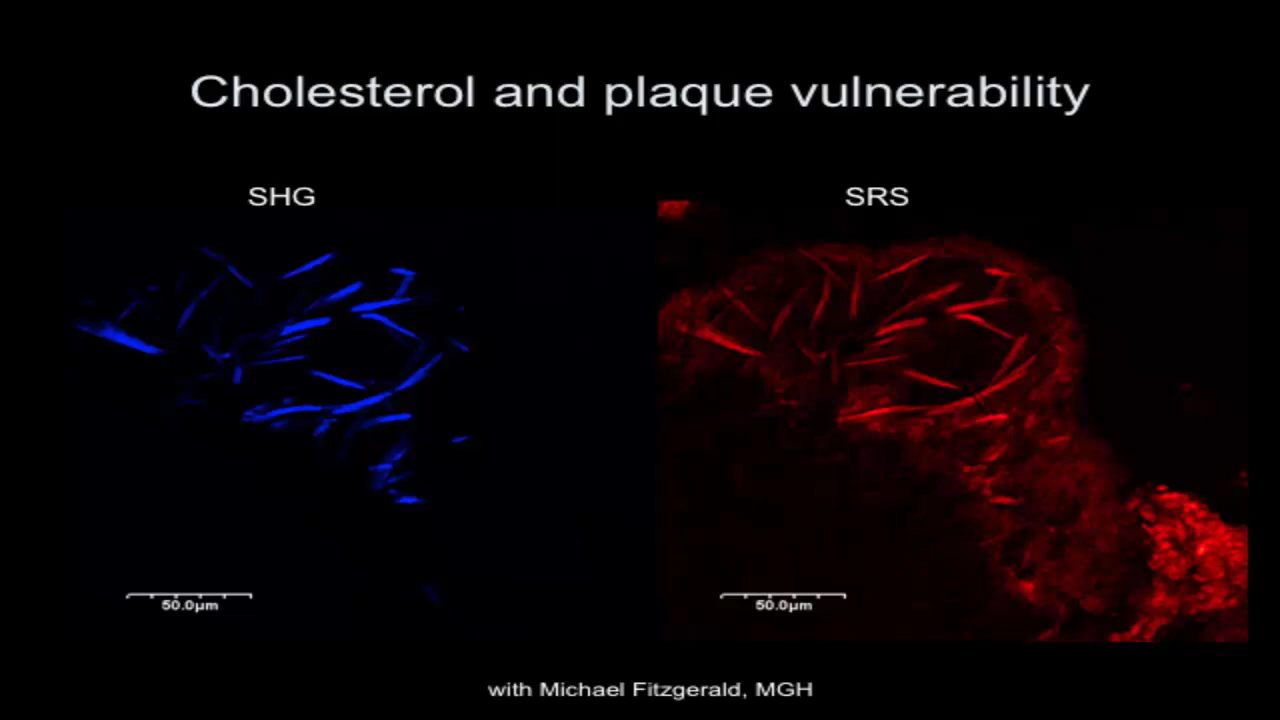 Cholesterol and plaque vulnerability
SHG
SRS
50.0µm
50.0µm
with Michael Fitzgerald, MGH